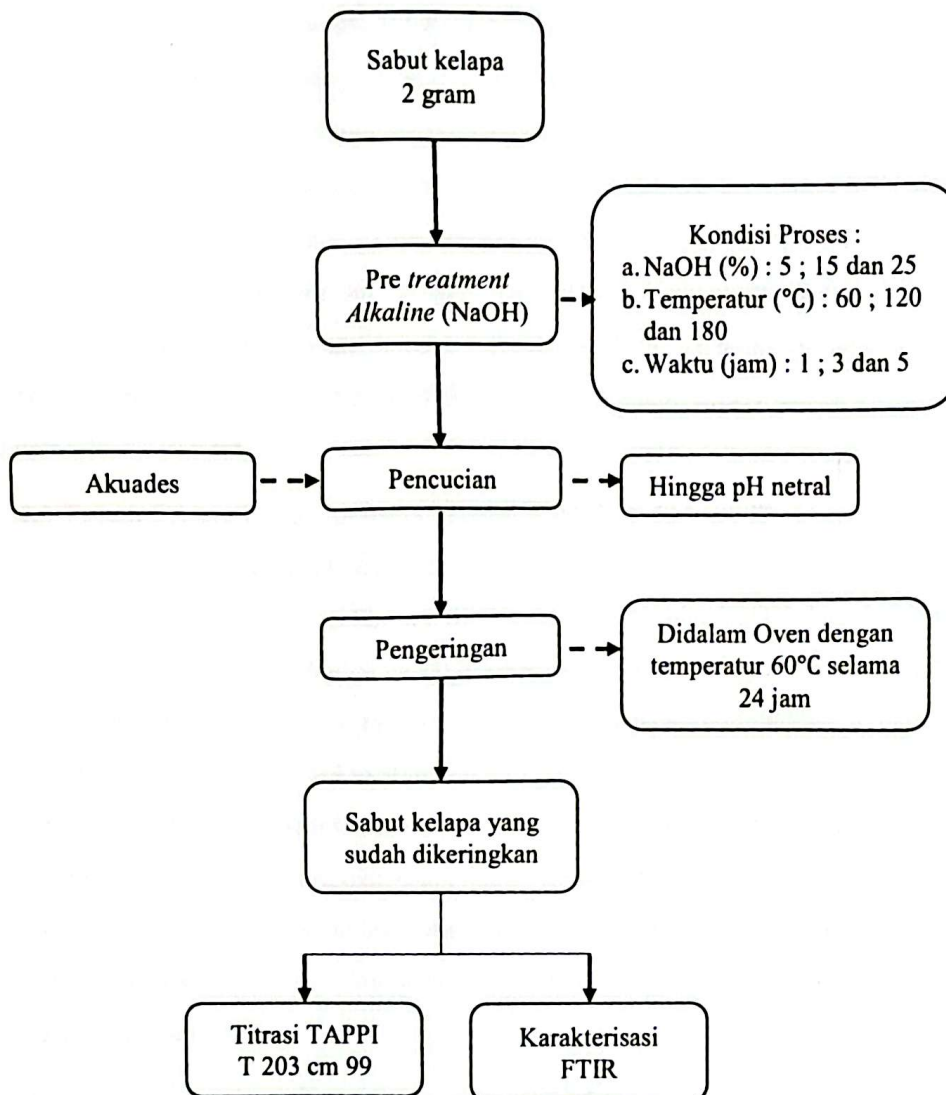 Sabut kelapa
2 gram
Pre treatment
Alkaline (NaOH)
Kondisi Proses :
a. NaOH (%) : 5 ; 15 dan 25
b. Temperatur (°C) : 60 ; 120
dan 180
c. Waktu (jam) : 1 ; 3 dan 5
Akuades
Pencucian
Hingga pH netral
Pengeringan
Didalam Oven dengan
temperatur 60°C selama
24 jam
Sabut kelapa yang
sudah dikeringkan
Titrasi TAPPI
T 203 cm 99
Karakterisasi
FTIR